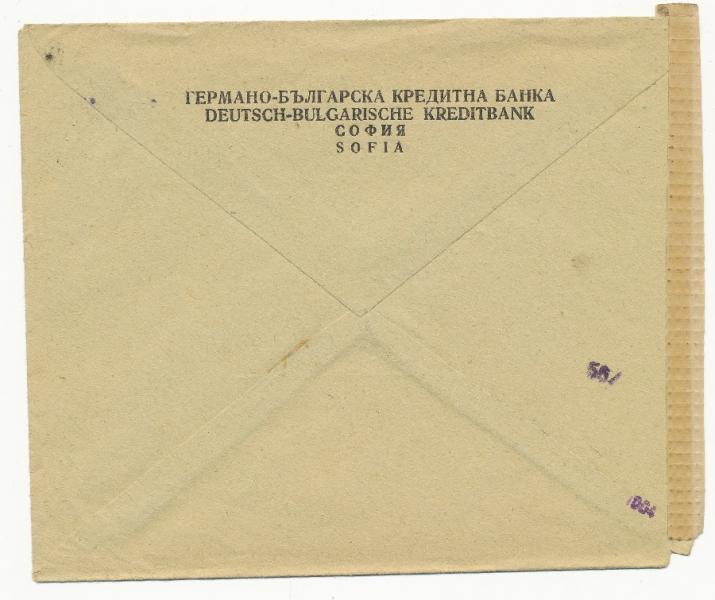 ГЕРМАНО-БЪЛГАРСКА КРЕДИТНА БАНКА
DEUTSCH-BULGARISCHE KREDITBANK
СОФИЯ
SOFIA